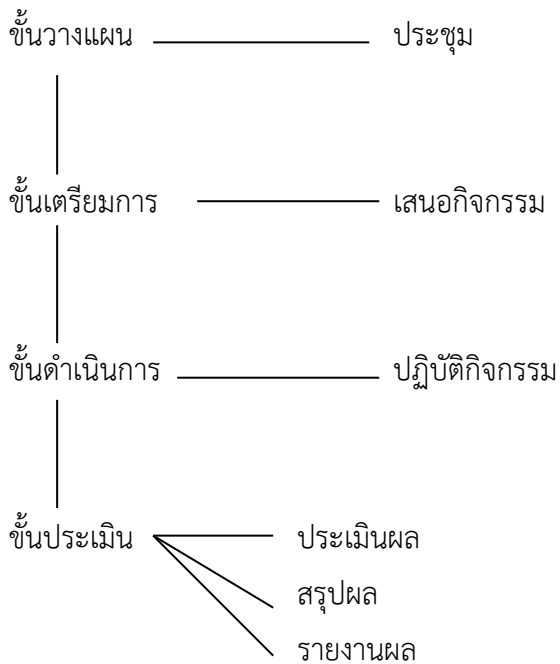 ขั้นวางแผน ประชุม
ขั้นเตรียมการ เสนอกิจกรรม
ขั้นดำเนินการ ปฏิบัติกิจกรรม
ขั้นประเมิน ประเมินผล
สรุปผล
รายงานผล